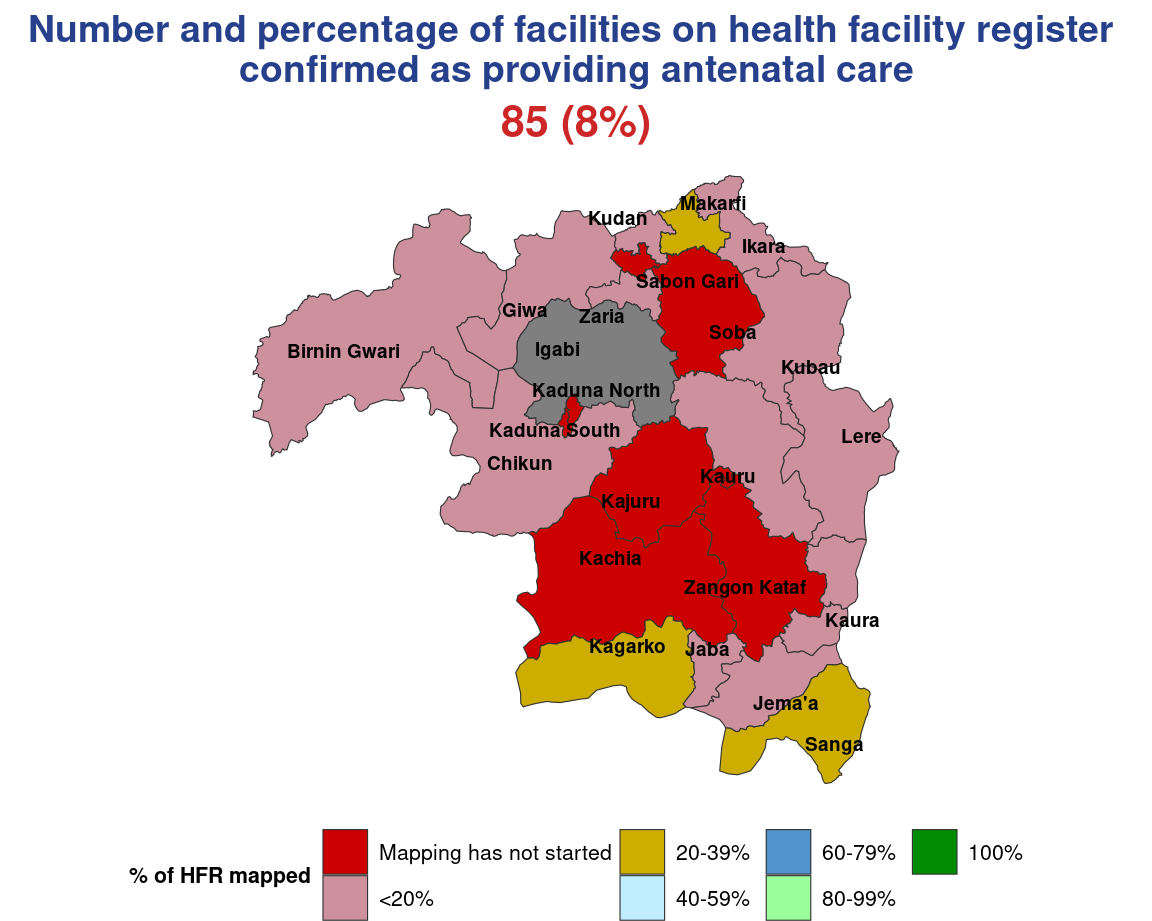 Number and percentage of facilities on health facility register
confirmed as providing antenatal care
85 (8%)
Makarfi
Kudan
Ikara
Sabon Gari
Giwa
Zaria
Soba
Igabi
Birnin Gwari
Kubau
Kaduna North
Kaduna South
Lere
Chikun
Kauru
Kajuru
Kachia
Zangon Kataf
Kaura
Kagarko
Jaba
Jema'a
Sanga
% of HFR mapped
Mapping has not started
<20%
20-39%
40-59%
60-79%
80-99%
100%